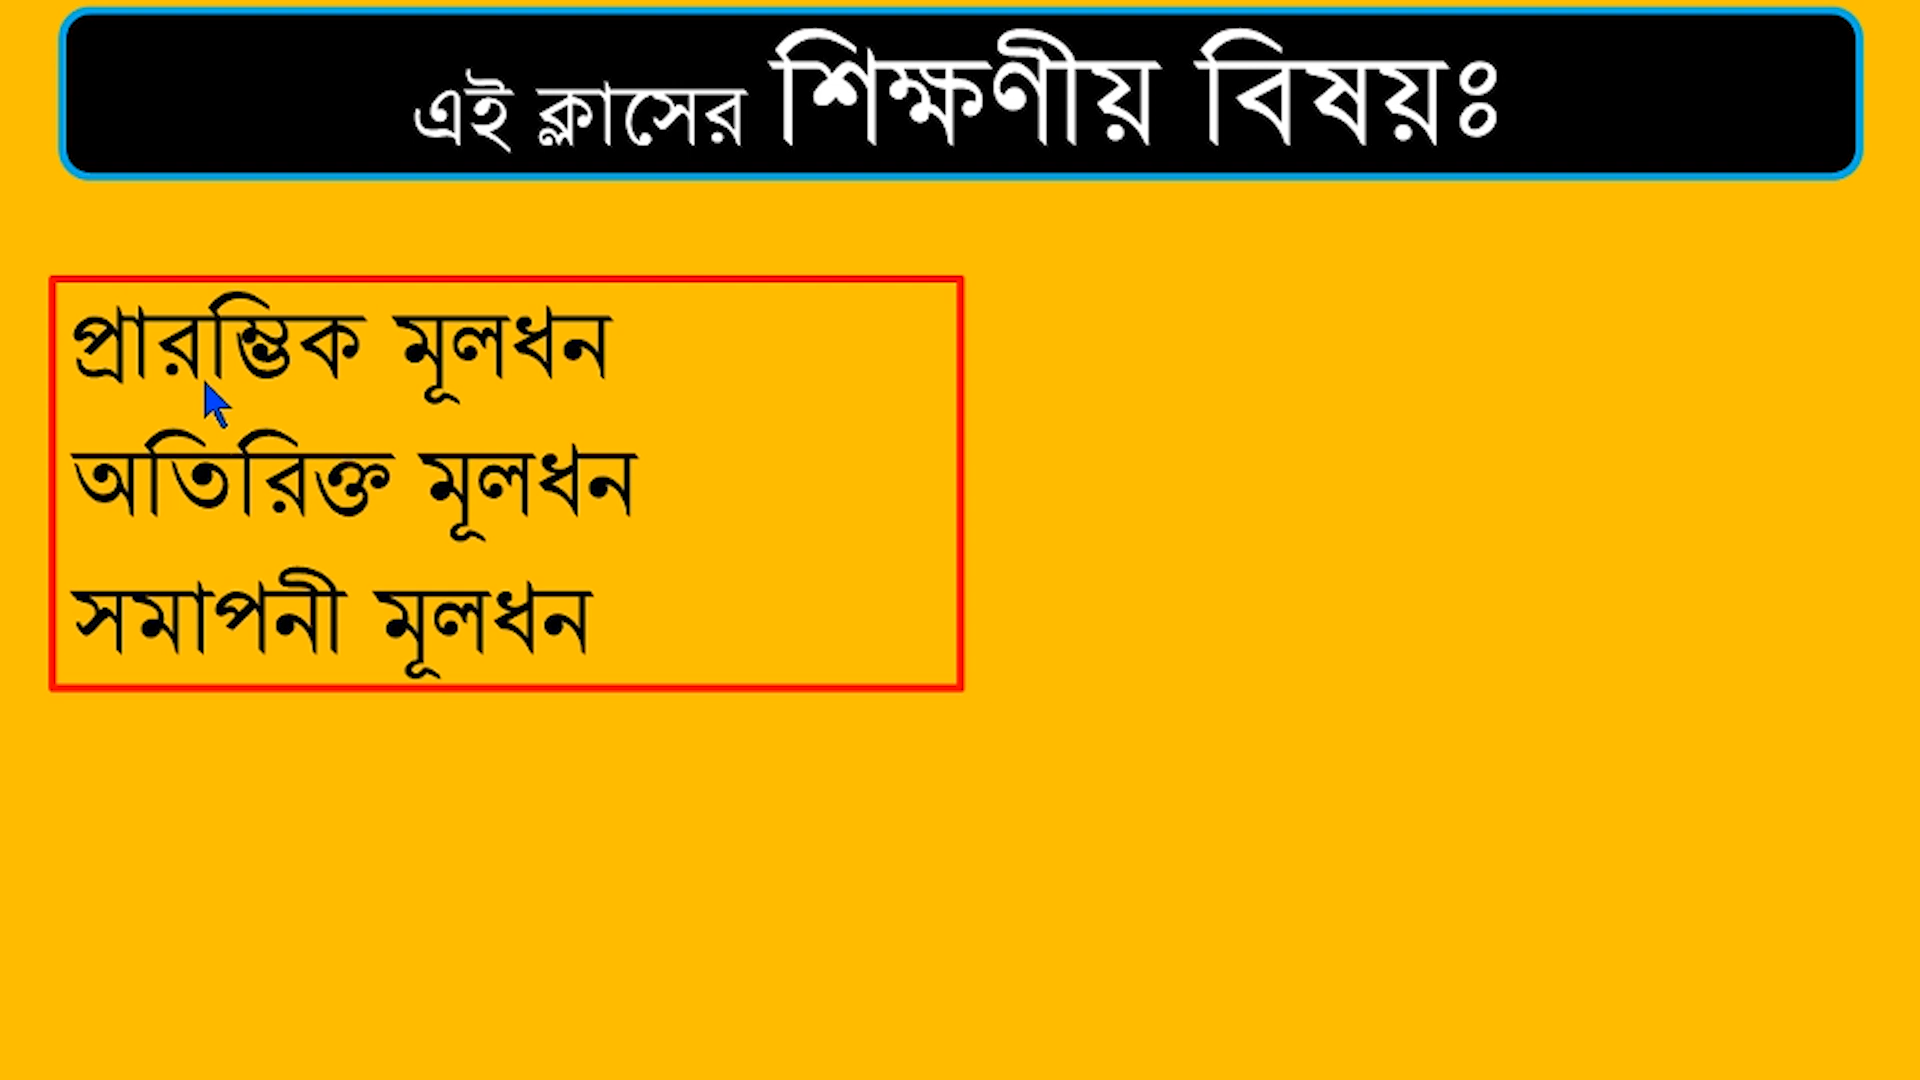 এই ক্লাসের শিক্ষণীয় বিষয়ঃ
প্রারম্ভিক মূলধন
অতিরিক্ত মূলধন
সমাপনী মূলধন